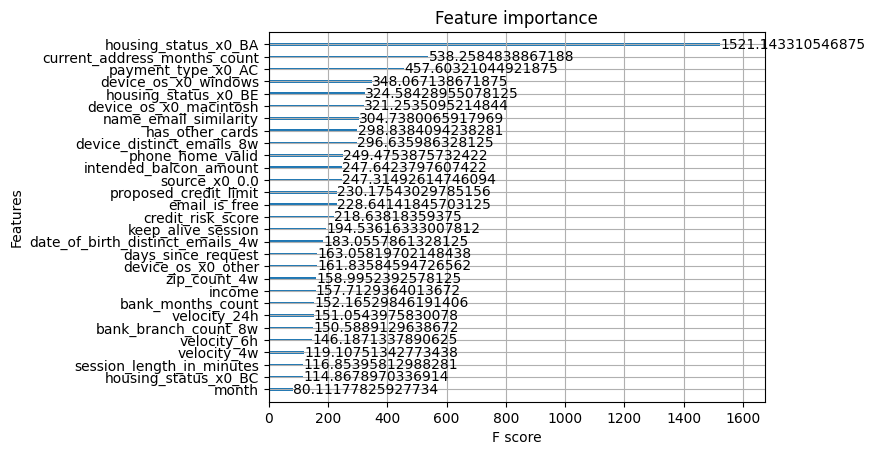 Feature importance
housing_status_x0_BA 1521.143310546875
current_address_months_count 538.2584838867188
payment_type_x0_AC 457.60321044921875
device_os_x0_windows 348.067138671875
housing_status_x0_BE 324.58428955078125
device_os_x0_macintosh 321.2535095214844
name_email_similarity 304.7380065917969
has_other_cards 298.8384094238281
device_distinct_emails_8w 296.635986328125
phone_home_valid 249.4753875732422
intended_balcon_amount 247.6423797607422
source_x0_0.0 247.31492614746094
proposed_credit_limit 230.17543029785156
email_is_free 228.64141845703125
credit_risk_score 218.63818359375
keep_alive_session 194.53616333007812
date_of_birth_distinct_emails_4w 183.0557861328125
days_since_request 163.05819702148438
device_os_x0_other 161.83584594726562
zip_count_4w 158.9952392578125
income 157.7129364013672
bank_months_count 152.16529846191406
velocity_24h 151.0543975830078
bank_branch_count_8w 150.5889129638672
velocity_6h 146.1871337890625
velocity_4w 119.10751342773438
session_length_in_minutes 116.85395812988281
housing_status_x0_BC 114.8678970336914
month 80.11177825927734
Features
0 200 400 600 800 1000 1200 1400 1600
F score